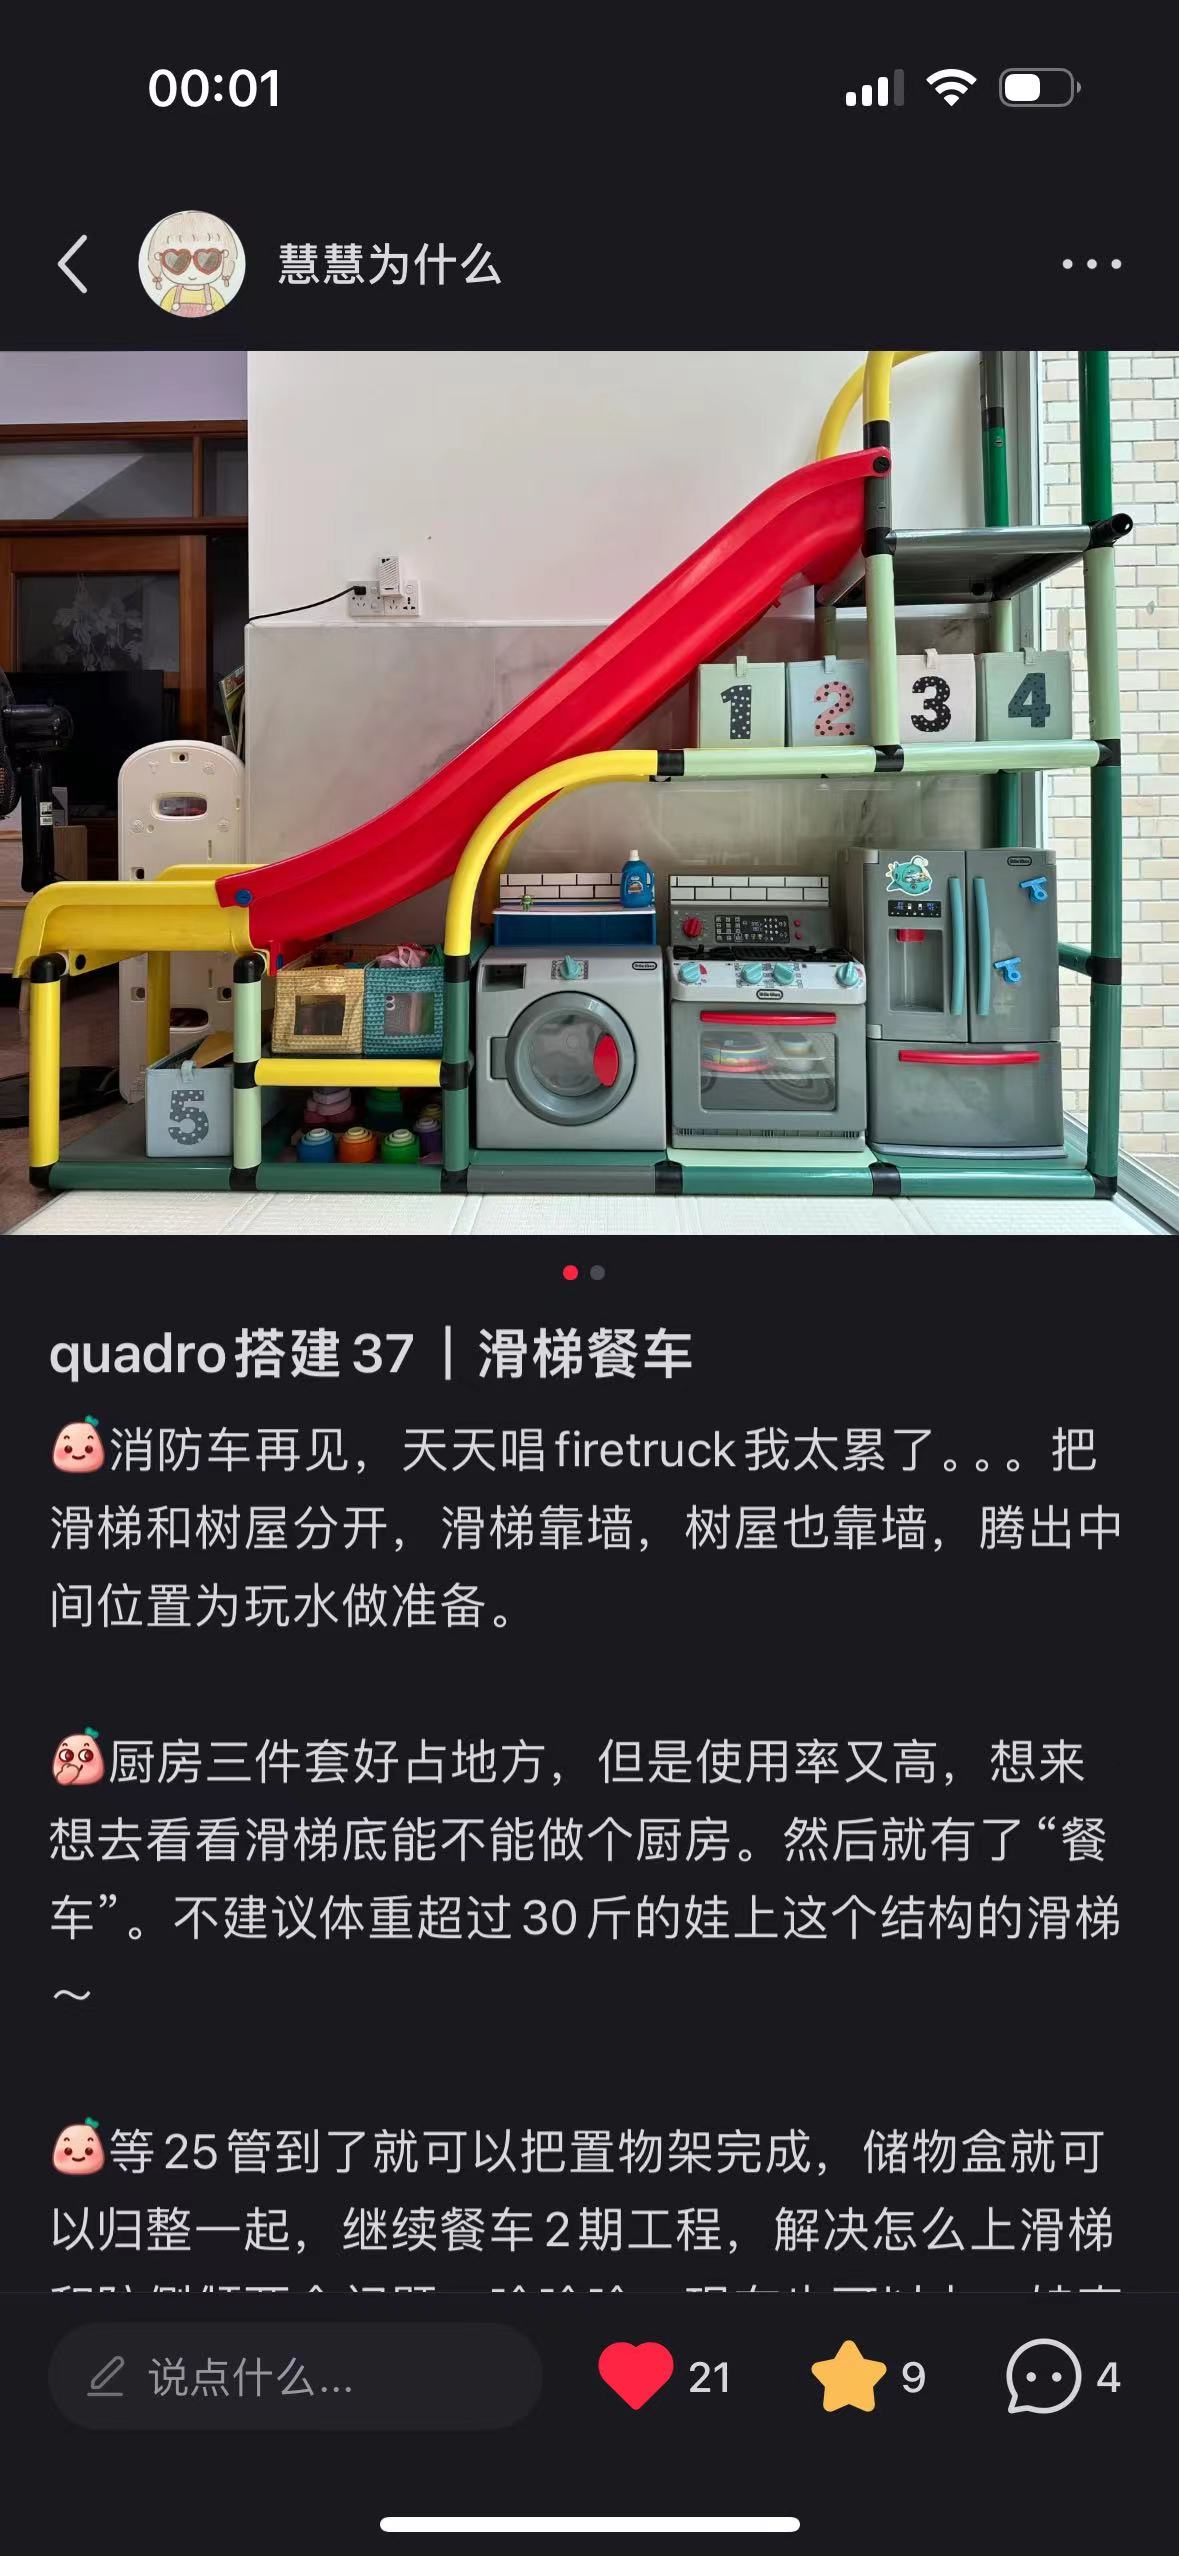 00:01
慧慧为什么
1
2
3
4
5
quadro搭建37｜滑梯餐车
消防车再见，天天唱firetruck我太累了。。。把
滑梯和树屋分开，滑梯靠墙，树屋也靠墙，腾出中
间位置为玩水做准备。
厨房三件套好占地方，但是使用率又高，想来
想去看看滑梯底能不能做个厨房。然后就有了“餐
车”。不建议体重超过30斤的娃上这个结构的滑梯
～
等25管到了就可以把置物架完成，储物盒就可
以归整一起，继续餐车2期工程，解决怎么上滑梯
说点什么...
21
9
4